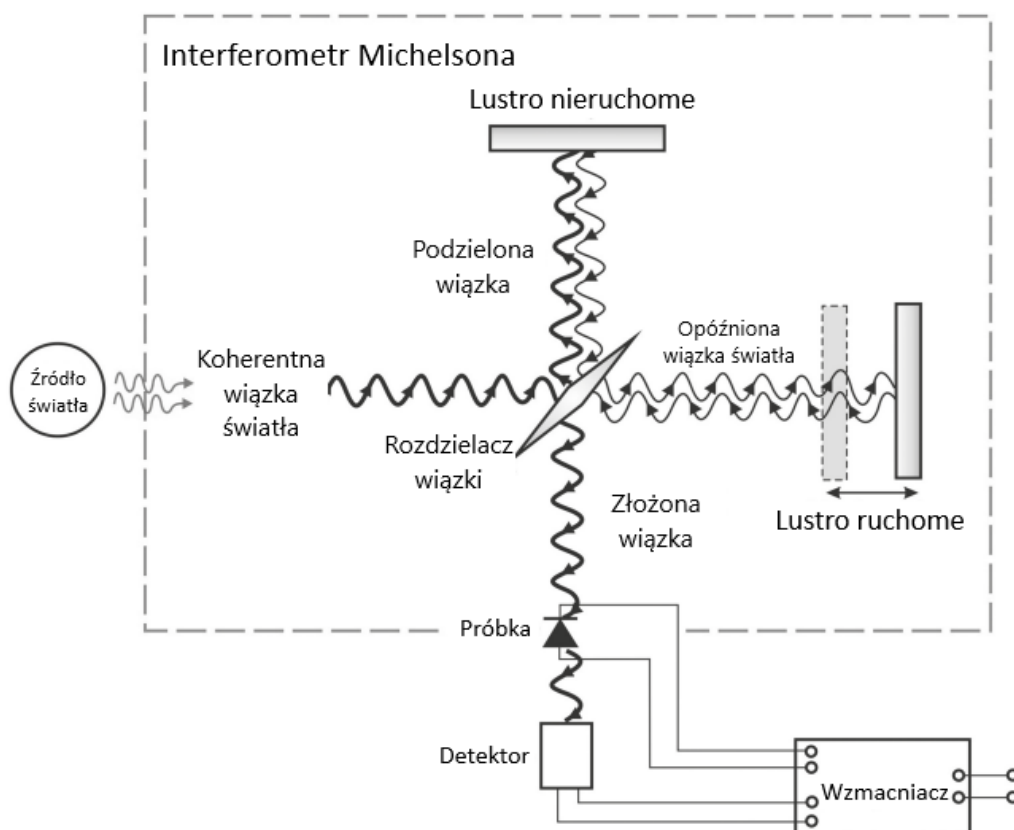 Interferometr Michelsona
Lustro nieruchome
Podzielona
wiązka
Opóźniona
wiązka światła
Źródło
światła
Koherentna
wiązka
światła
Rozdzielacz
wiązki
Złożona
wiązka
Lustro ruchome
Próbka
Detektor
Wzmacniacz